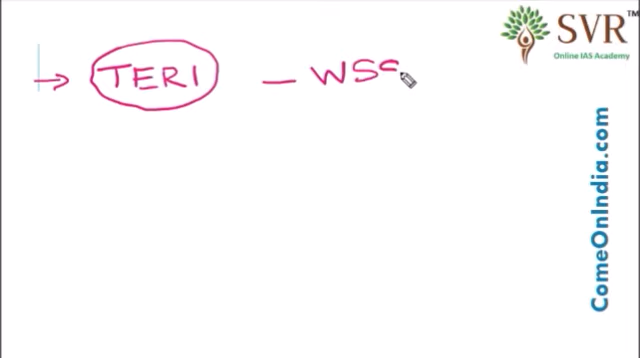 SVR™
Online IAS Academy
→ TERI — WS
ComeOnIndia.com